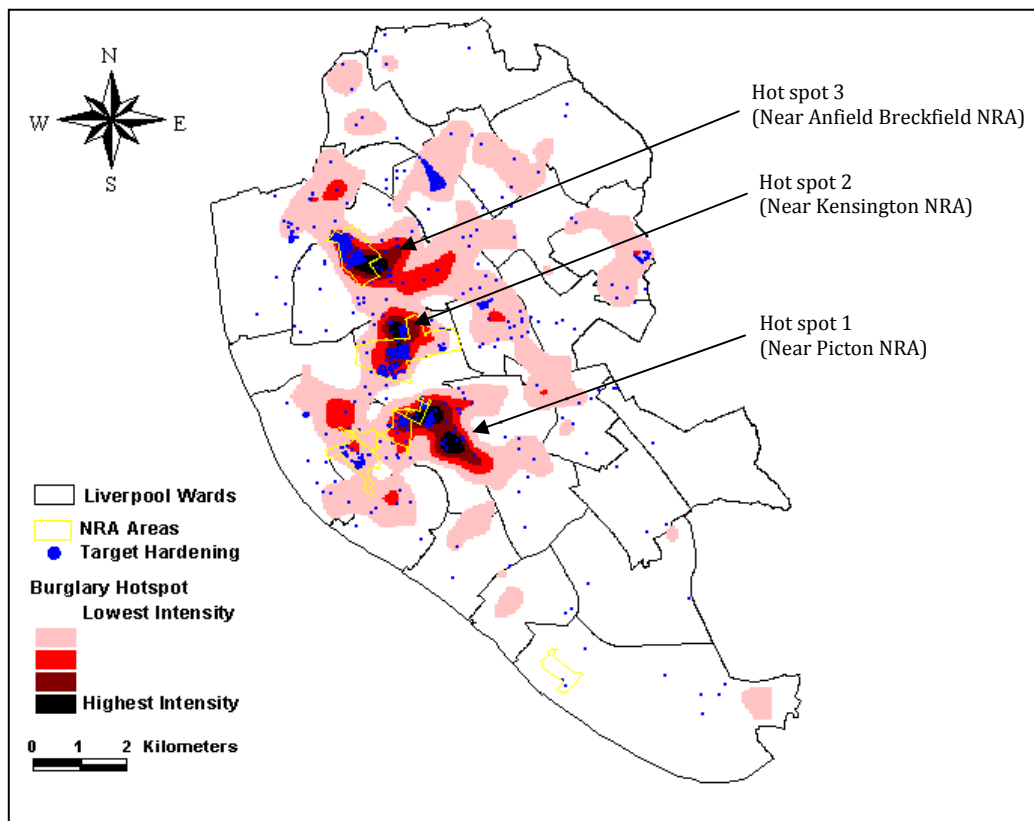 N
W
E
S
Hot spot 3
(Near Anfield Breckfield NRA)
Hot spot 2
(Near Kensington NRA)
Hot spot 1
(Near Picton NRA)
Liverpool Wards
NRA Areas
Target Hardening
Burglary Hotspot
Lowest Intensity
Highest Intensity
0 1 2 Kilometers